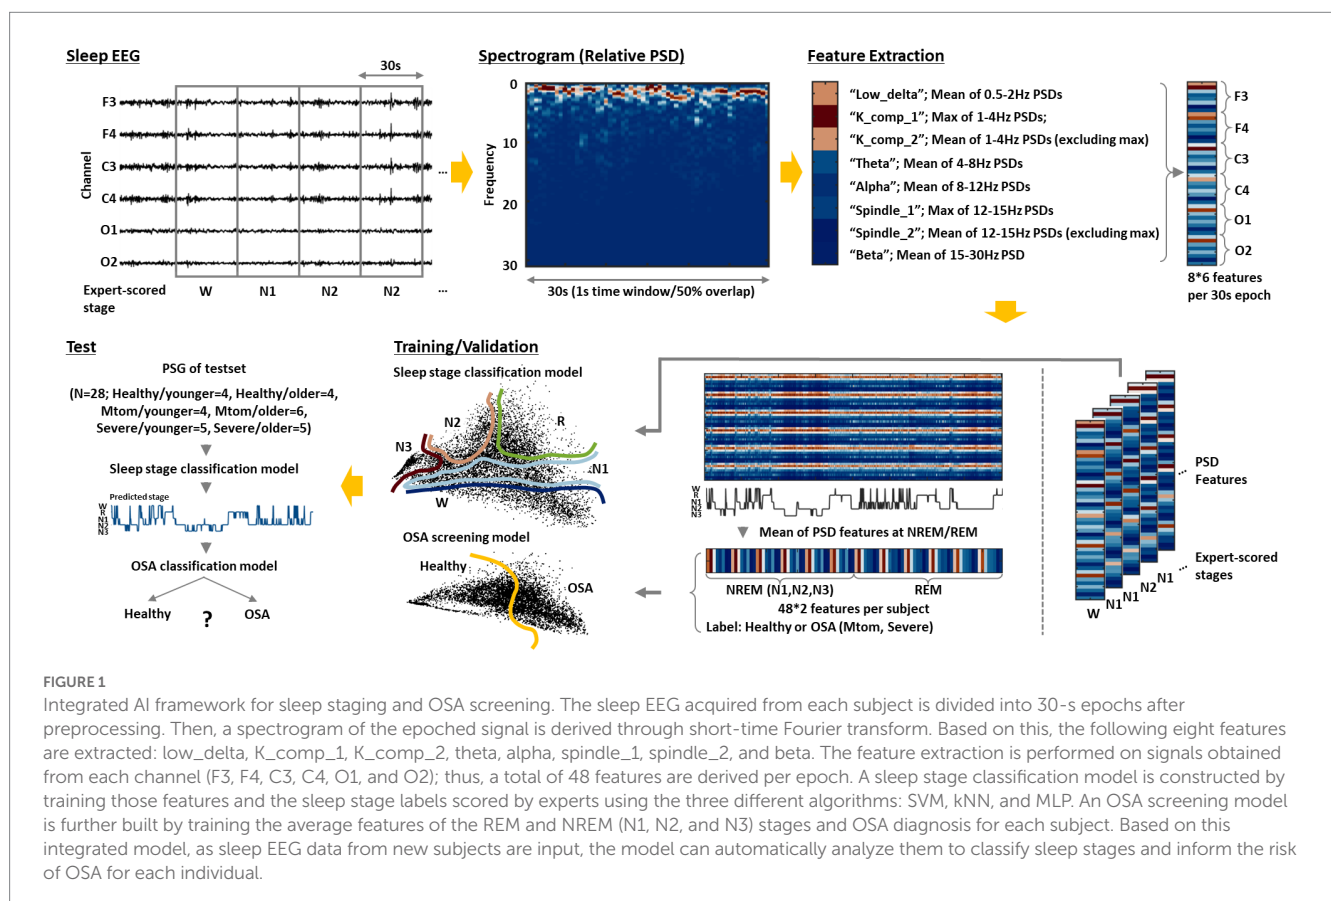 Sleep EEG
30s
Channel
F3
F4
C3
C4
O1
O2
...
Expert-scored stage
W
N1
N2
N2
...
Spectrogram (Relative PSD)
Frequency
0
10
20
30
30s (1s time window/50% overlap)
Feature Extraction
“Low_delta”; Mean of 0.5-2Hz PSDs
“K_comp_1”; Max of 1-4Hz PSDs;
“K_comp_2”; Mean of 1-4Hz PSDs (excluding max)
“Theta”; Mean of 4-8Hz PSDs
“Alpha”; Mean of 8-12Hz PSDs
“Spindle_1”; Max of 12-15Hz PSDs
“Spindle_2”; Mean of 12-15Hz PSDs (excluding max)
“Beta”; Mean of 15-30Hz PSD
F3
F4
C3
C4
O1
O2
8*6 features
per 30s epoch
Test
PSG of testset
(N=28; Healthy/younger=4, Healthy/older=4,
Mtom/younger=4, Mtom/older=6,
Severe/younger=5, Severe/older=5)
Sleep stage classification model
Predicted stage
W
R
N1
N2
N3
OSA classification model
Healthy
?
OSA
Training/Validation
Sleep stage classification model
N2
R
N3
N1
W
OSA screening model
Healthy
OSA
W
R
N1
N2
N3
Mean of PSD features at NREM/REM
NREM (N1,N2,N3)
REM
48*2 features per subject
Label: Healthy or OSA (Mtom, Severe)
... PSD
Features
... Expert-scored
stages
W
N1
N1
N2
N1
FIGURE 1
Integrated AI framework for sleep staging and OSA screening. The sleep EEG acquired from each subject is divided into 30-s epochs after
preprocessing. Then, a spectrogram of the epoched signal is derived through short-time Fourier transform. Based on this, the following eight features
are extracted: low_delta, K_comp_1, K_comp_2, theta, alpha, spindle_1, spindle_2, and beta. The feature extraction is performed on signals obtained
from each channel (F3, F4, C3, C4, O1, and O2); thus, a total of 48 features are derived per epoch. A sleep stage classification model is constructed by
training those features and the sleep stage labels scored by experts using the three different algorithms: SVM, kNN, and MLP. An OSA screening model
is further built by training the average features of the REM and NREM (N1, N2, and N3) stages and OSA diagnosis for each subject. Based on this
integrated model, as sleep EEG data from new subjects are input, the model can automatically analyze them to classify sleep stages and inform the risk
of OSA for each individual.